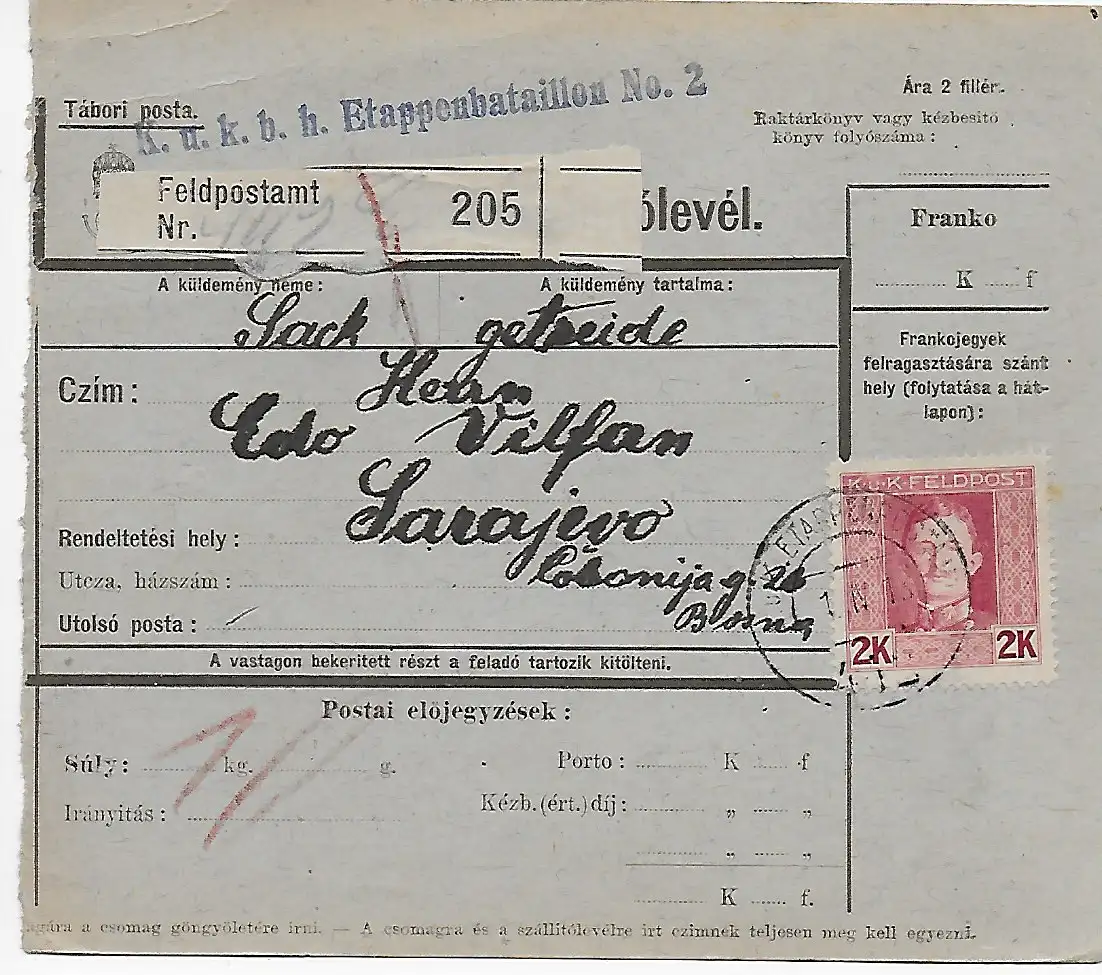 Tábori posta.
K. u. k. b. h. Etappenbataillon No. 2
Ára 2 fillér.
Raktárkönyv vagy kézbesitő
könyv folyószáma :
Feldpostamt
Nr.
205
ólevél.
Franko
K f
A küldemény neme :
A küldemény tartalma :
Sack getreide
Frankojegyek
felragasztására szánt
hely (folytatása a hát-
lapon) :
Czím :
Herrn
Edo Vilfan
Sarajevo
K.u.K.FELDPOST
Rendeltetési hely :
Utcza, házszám :
Bosna
Utolsó posta :
2K 2K
A vastagon bekeritett részt a feladó tartozik kitölteni.
Postai előjegyzések :
Súly : kg. g.
Porto : K f
Irányitás :
Kézb. (ért.) díj : „ „
„ „
K f.
agára a csomag göngyöletére irni. — A csomagra és a szállitólevélre irt czimnek teljesen meg kell egyezni.